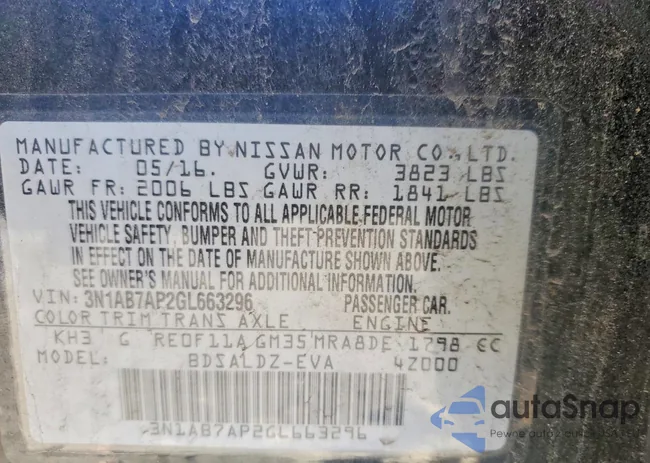 MANUFACTURED BY NISSAN MOTOR CO., LTD.
DATE: 05/16. GVWR: 3823 LBS
GAWR FR: 2006 LBS GAWR RR: 1841 LBS
THIS VEHICLE CONFORMS TO ALL APPLICABLE FEDERAL MOTOR
VEHICLE SAFETY, BUMPER AND THEFT PREVENTION STANDARDS
IN EFFECT ON THE DATE OF MANUFACTURE SHOWN ABOVE.
SEE OWNER'S MANUAL FOR ADDITIONAL INFORMATION.
VIN: 3N1AB7AP2GL663296 PASSENGER CAR.
COLOR TRIM TRANS AXLE ENGINE
KH3 G RE0F11A GM35 MRA8DE 1798 CC
MODEL: BDSALDZ-EVA 42000
3N1AB7AP2GL663296
autoSnap
Pewne auto z